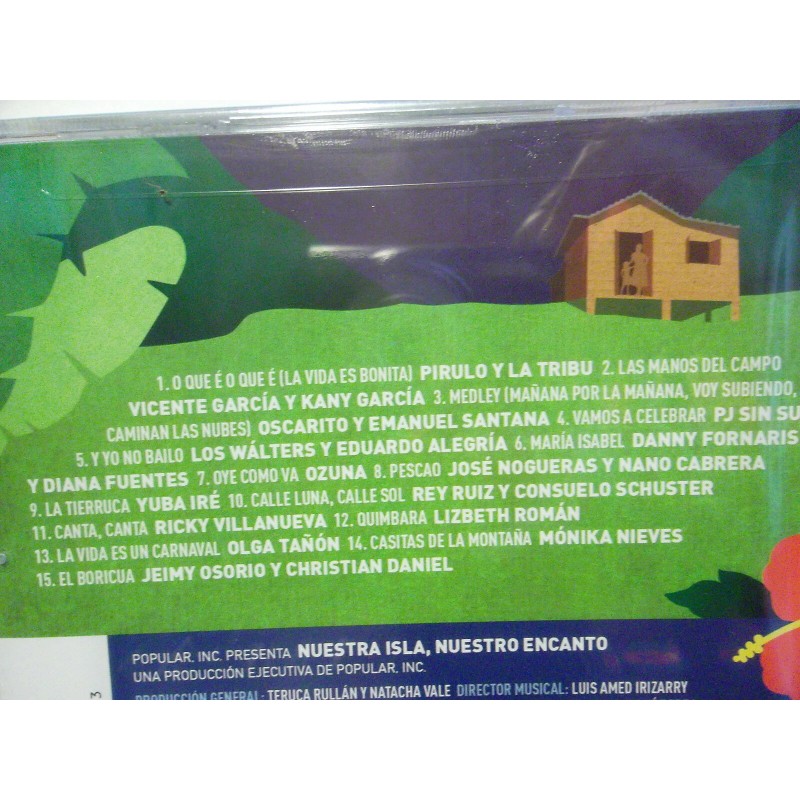 1. O QUE É O QUE É (LA VIDA ES BONITA) PIRULO Y LA TRIBU 2. LAS MANOS DEL CAMPO
VICENTE GARCÍA Y KANY GARCÍA 3. MEDLEY (MAÑANA POR LA MAÑANA, VOY SUBIENDO,
CAMINAN LAS NUBES) OSCARITO Y EMANUEL SANTANA 4. VAMOS A CELEBRAR PJ SIN SU
5. Y YO NO BAILO LOS WÁLTERS Y EDUARDO ALEGRÍA 6. MARÍA ISABEL DANNY FORNARIS
Y DIANA FUENTES 7. OYE COMO VA OZUNA 8. PESCAO JOSÉ NOGUERAS Y NANO CABRERA
9. LA TIERRUCA YUBA IRÉ 10. CALLE LUNA, CALLE SOL REY RUIZ Y CONSUELO SCHUSTER
11. CANTA, CANTA RICKY VILLANUEVA 12. QUIMBARA LIZBETH ROMÁN
13. LA VIDA ES UN CARNAVAL OLGA TAÑÓN 14. CASITAS DE LA MONTAÑA MÓNIKA NIEVES
15. EL BORICUA JEIMY OSORIO Y CHRISTIAN DANIEL
POPULAR, INC. PRESENTA NUESTRA ISLA, NUESTRO ENCANTO
UNA PRODUCCIÓN EJECUTIVA DE POPULAR, INC.
PRODUCCIÓN GENERAL: TERUCA RULLÁN Y NATACHA VALE DIRECTOR MUSICAL: LUIS AMED IRIZARRY
3